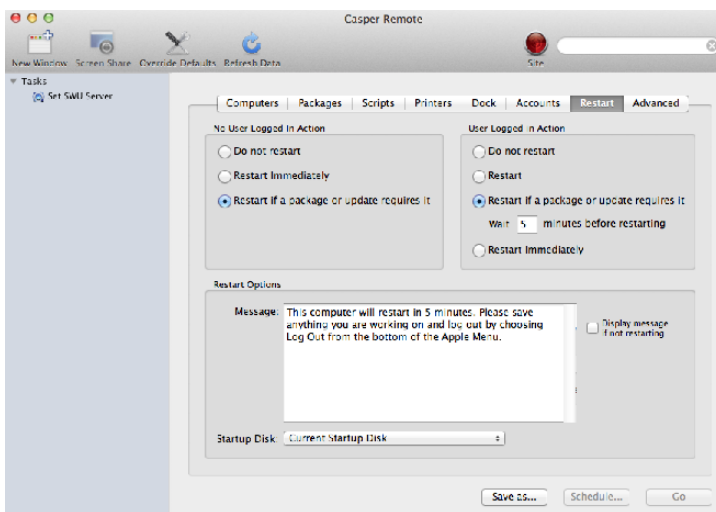 Casper Remote
New Window Screen Share Override Defaults Refresh Data Site
Tasks
Set SWU Server
Computers Packages Scripts Printers Dock Accounts Restart Advanced
No User Logged In Action
Do not restart
Restart Immediately
Restart if a package or update requires it
User Logged In Action
Do not restart
Restart
Restart if a package or update requires it
Wait 5 minutes before restarting
Restart Immediately
Restart Options
Message: This computer will restart in 5 minutes. Please save
anything you are working on and log out by choosing
Log Out from the bottom of the Apple Menu.
Display message
if not restarting
Startup Disk: Current Startup Disk
Save as... Schedule... Go